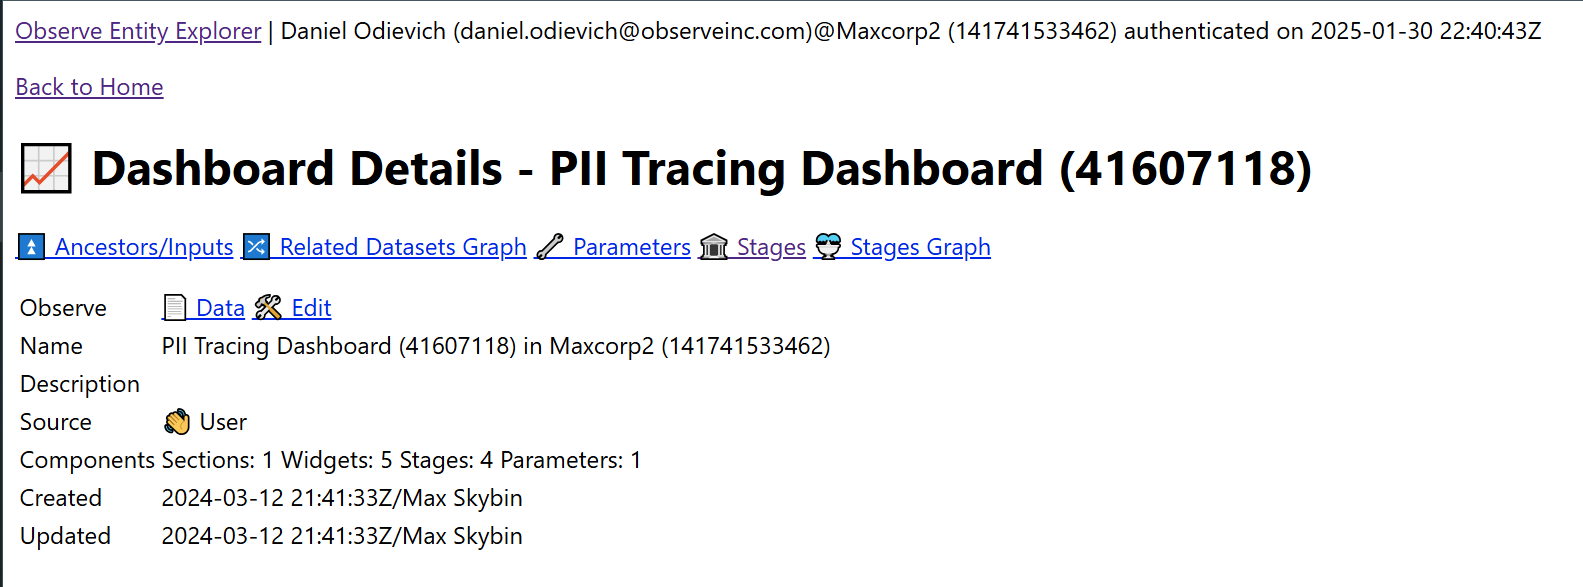 Observe Entity Explorer | Daniel Odievich (daniel.odievich@observeinc.com)@Maxcorp2 (141741533462) authenticated on 2025-01-30 22:40:43Z
Back to Home
Dashboard Details - PII Tracing Dashboard (41607118)
Ancestors/Inputs Related Datasets Graph Parameters Stages Stages Graph
Observe Data Edit
Name PII Tracing Dashboard (41607118) in Maxcorp2 (141741533462)
Description
Source User
Components Sections: 1 Widgets: 5 Stages: 4 Parameters: 1
Created 2024-03-12 21:41:33Z/Max Skybin
Updated 2024-03-12 21:41:33Z/Max Skybin